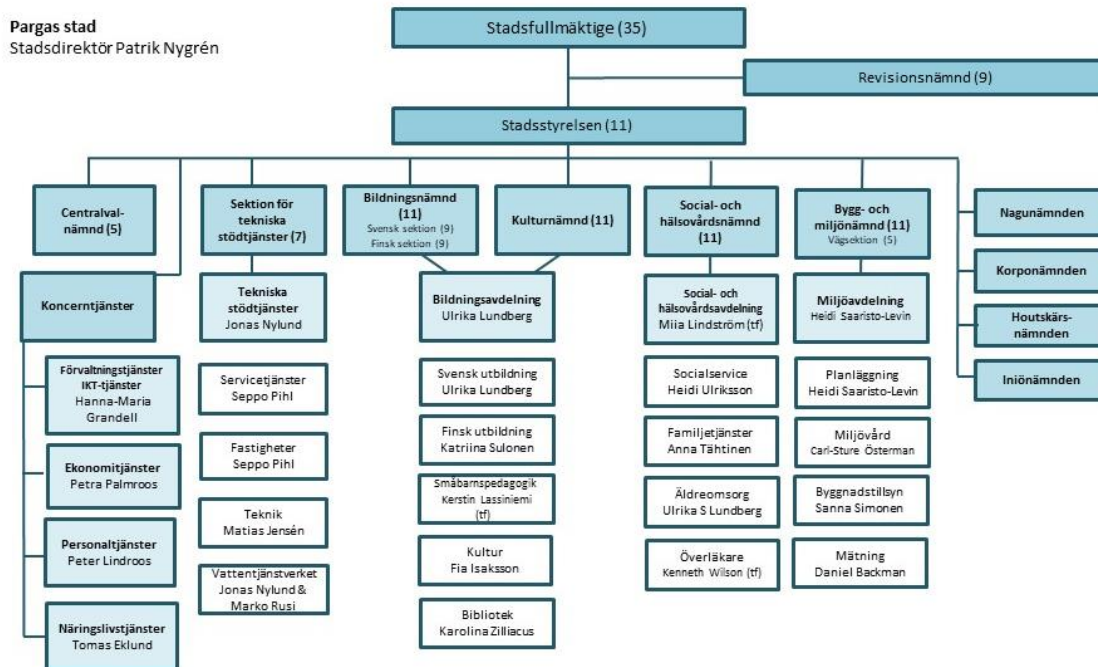 Pargas stad
Stadsdirektör Patrik Nygrén
Stadsfullmäktige (35)
Revisionsnämnd (9)
Stadsstyrelsen (11)
Centralval-
nämnd (5)
Sektion för
tekniska
stödtjänster (7)
Bildningsnämnd
(11)
Svensk sektion (9)
Finsk sektion (9)
Kulturnämnd (11)
Social- och
hälsovårdsnämnd
(11)
Bygg- och
miljönämnd (11)
Vägsektion (5)
Nagunämnden
Korponämnden
Houtskärs-
nämnden
Iniönämnden
Koncerntjänster
Förvaltningstjänster
IKT-tjänster
Hanna-Maria
Grandell
Ekonomitjänster
Petra Palmroos
Personaltjänster
Peter Lindroos
Näringslivstjänster
Tomas Eklund
Tekniska
stödtjänster
Jonas Nylund
Servicetjänster
Seppo Pihl
Fastigheter
Seppo Pihl
Teknik
Matias Jensén
Vattentjänstverket
Jonas Nylund &
Marko Rusi
Bildningsavdelning
Ulrika Lundberg
Svensk utbildning
Ulrika Lundberg
Finsk utbildning
Katriina Sulonen
Småbarnspedagogik
Kerstin Lassiniemi
(tf)
Kultur
Fia Isaksson
Bibliotek
Karolina Zilliacus
Social- och
hälsovårdsavdelning
Miia Lindström (tf)
Socialservice
Heidi Ulriksson
Familjetjänster
Anna Tähtinen
Äldreomsorg
Ulrika S Lundberg
Överläkare
Kenneth Wilson (tf)
Miljöavdelning
Heidi Saaristo-Levin
Planläggning
Heidi Saaristo-Levin
Miljövård
Carl-Sture Österman
Byggnadstillsyn
Sanna Simonen
Mätning
Daniel Backman